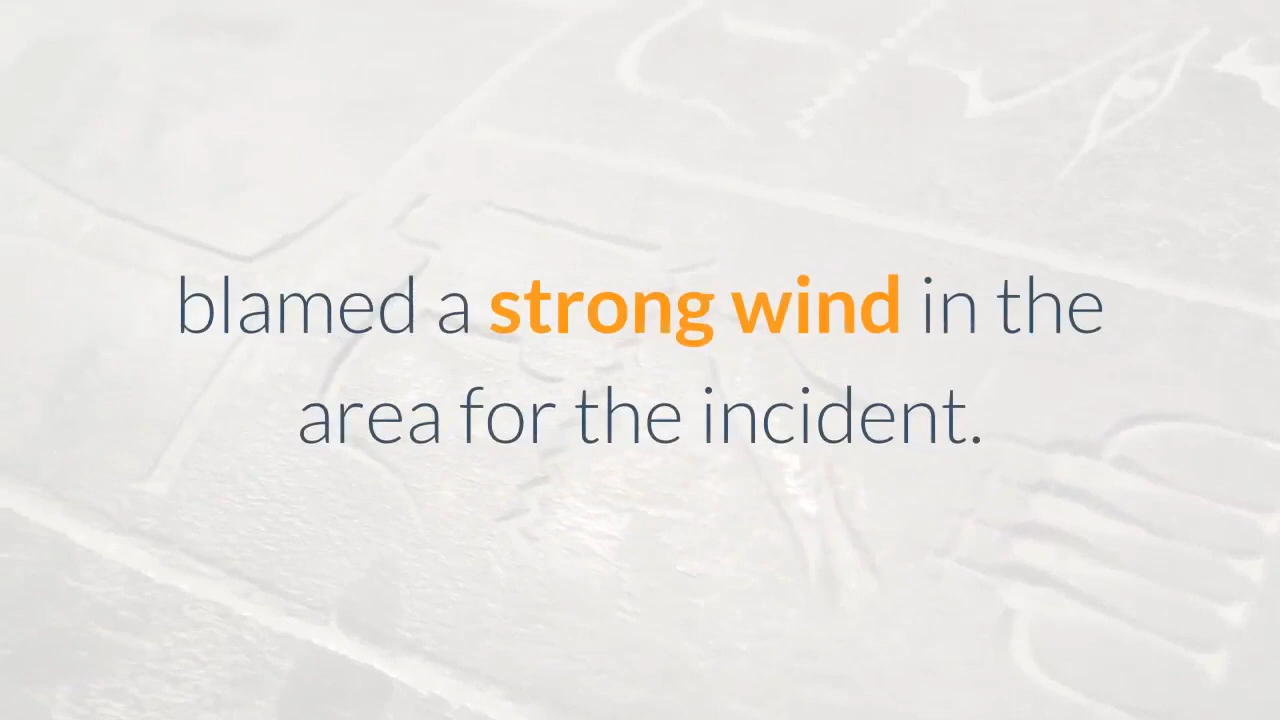 blamed a strong wind in the
area for the incident.